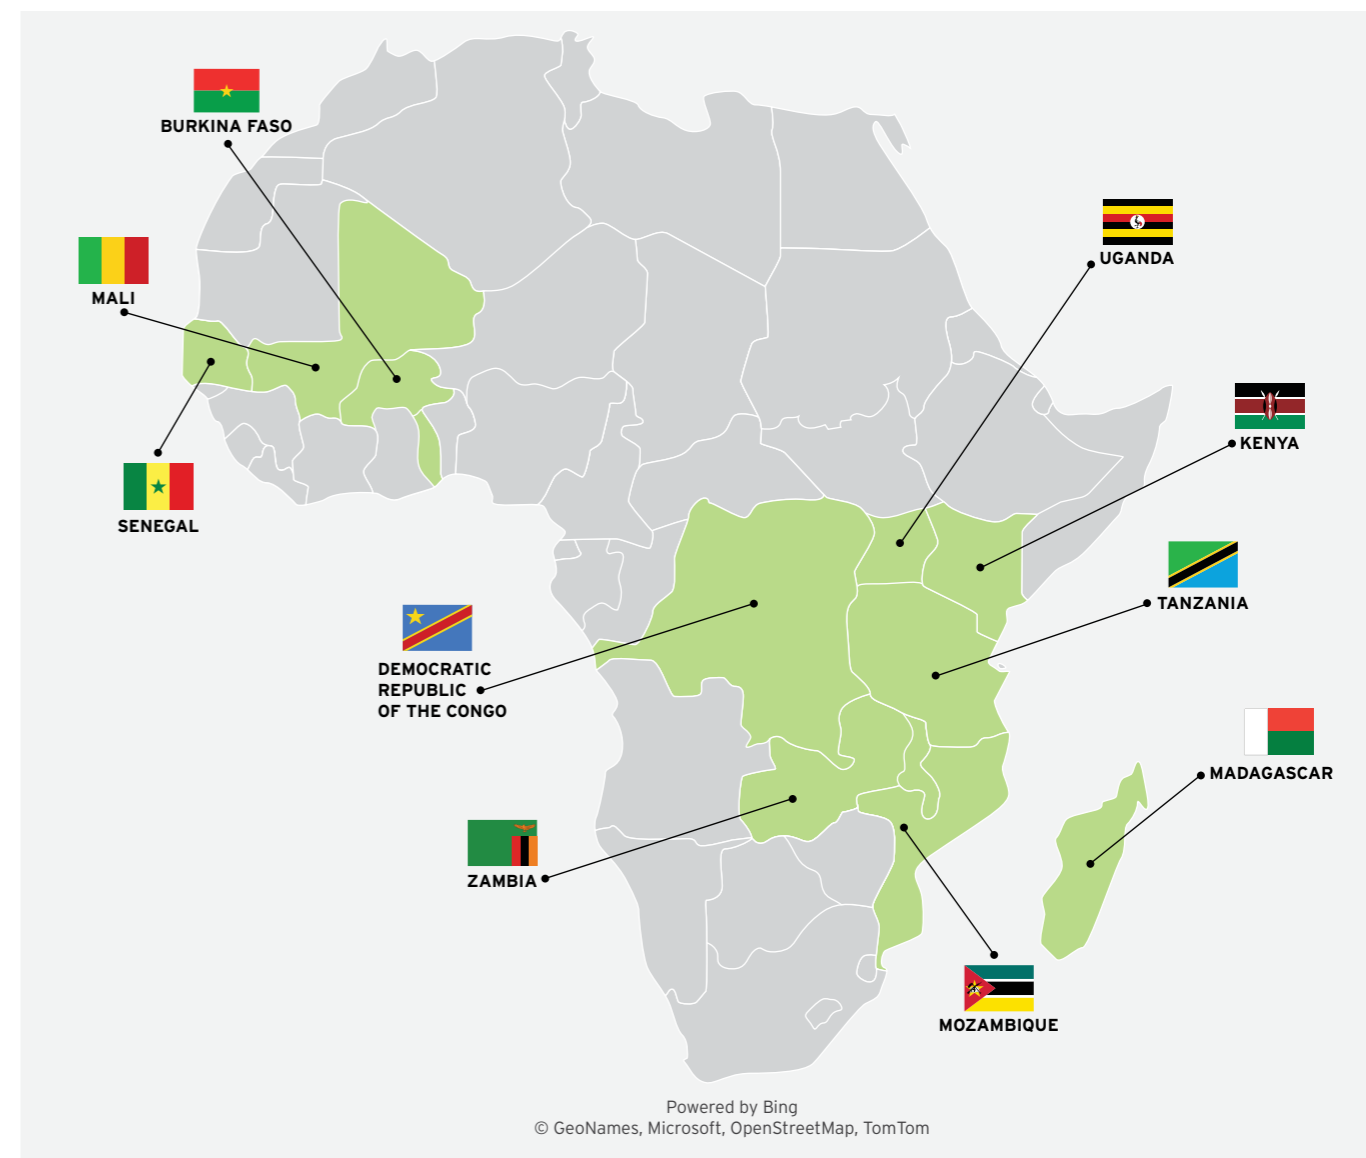 BURKINA FASO
MALI
SENEGAL
UGANDA
KENYA
TANZANIA
DEMOCRATIC
REPUBLIC
OF THE CONGO
MADAGASCAR
ZAMBIA
MOZAMBIQUE
Powered by Bing
© GeoNames, Microsoft, OpenStreetMap, TomTom